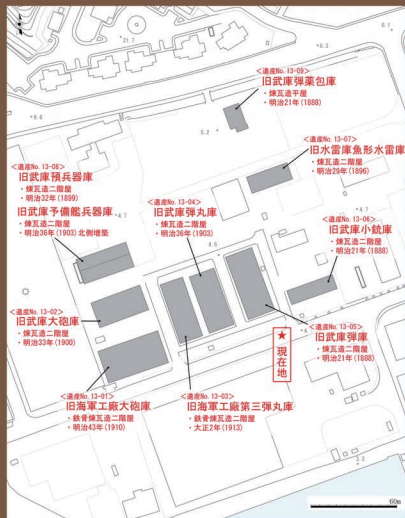 <遺産No. 13-09>
旧武庫弾薬包庫
・煉瓦造平屋
・明治21年(1888)
<遺産No. 13-07>
旧水雷庫魚形水雷庫
・煉瓦造二階屋
・明治29年(1896)
<遺産No. 13-08>
旧武庫預兵器庫
・煉瓦造二階屋
・明治32年(1899)
旧武庫予備艦兵器庫
・煉瓦造二階屋
・明治36年(1903)北側増築
<遺産No. 13-04>
旧武庫弾丸庫
・煉瓦造二階屋
・明治36年(1903)
<遺産No. 13-06>
旧武庫小銃庫
・煉瓦造二階屋
・明治21年(1888)
<遺産No. 13-02>
旧武庫大砲庫
・煉瓦造二階屋
・明治33年(1900)
<遺産No. 13-05>
旧武庫弾庫
・煉瓦造二階屋
・明治21年(1888)
★現在地
<遺産No. 13-01>
旧海軍工廠大砲庫
・鉄骨煉瓦造二階屋
・明治43年(1910)
<遺産No. 13-03>
旧海軍工廠第三弾丸庫
・鉄骨煉瓦造二階屋
・大正2年(1913)
21.7
6.3
5.2
4.7
4.7
60m